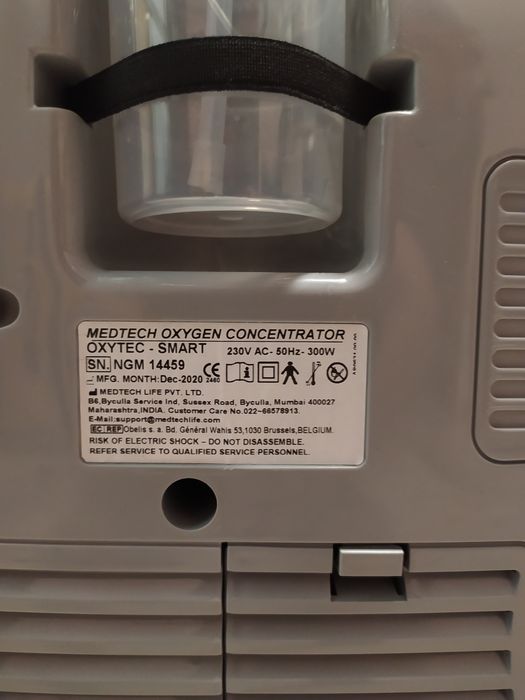 MEDTECH OXYGEN CONCENTRATOR
OXYTEC - SMART 230V AC- 50Hz- 300W
SN. NGM 14459
MFG. MONTH:Dec-2020 CE 2460
MEDTECH LIFE PVT. LTD.
B6,Byculla Service Ind, Sussex Road, Byculla, Mumbai 400027
Maharashtra,INDIA. Customer Care No.022-66578913.
E-Mail:support@medtechlife.com
EC REP Obelis s. a. Bd. Général Wahis 53,1030 Brussels,BELGIUM.
RISK OF ELECTRIC SHOCK – DO NOT DISASSEMBLE.
REFER SERVICE TO QUALIFIED SERVICE PERSONNEL.